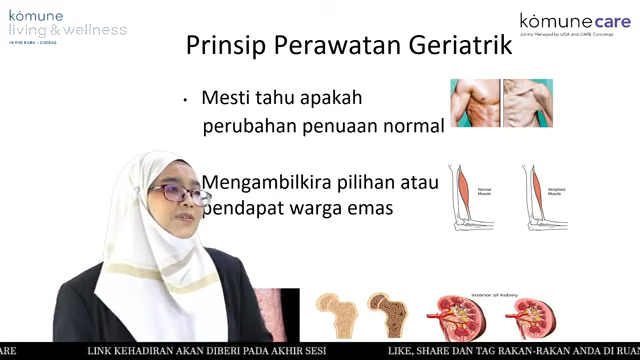 kömune
living & wellness
IN THE PARK - CHERAS
kömunecare
Jointly Managed by UDA and CARE Concierge
Prinsip Perawatan Geriatrik
• Mesti tahu apakah
perubahan penuaan normal
Mengambilkira pilihan atau
pendapat warga emas
Normal
Muscle
Atrophied
Muscle
Interior of Kidney
ARE LINK KEHADIRAN AKAN DIBERI PADA AKHIR SESI LIKE, SHARE DAN TAG RAKAN-RAKAN ANDA DI RUAN